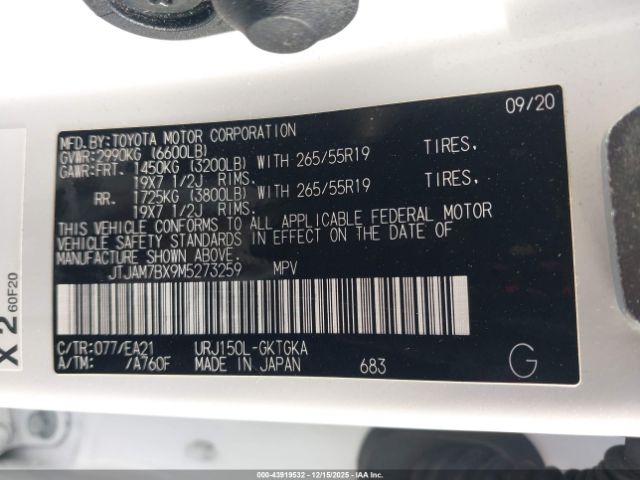 09/20
MFD.BY:TOYOTA MOTOR CORPORATION
GVWR:2990KG (6600LB)
GAWR:FRT. 1450KG (3200LB) WITH 265/55R19 TIRES.
19X7 1/2J RIMS.
RR. 1725KG (3800LB) WITH 265/55R19 TIRES.
19X7 1/2J RIMS.
THIS VEHICLE CONFORMS TO ALL APPLICABLE FEDERAL MOTOR
VEHICLE SAFETY STANDARDS IN EFFECT ON THE DATE OF
MANUFACTURE SHOWN ABOVE.
JTJAM7BX9M5273259 MPV
C/TR:077/EA21 URJ150L-GKTGKA
A/TM: /A760F MADE IN JAPAN 683 G
X2 60F20
000-43919532 - 12/15/2025 - IAA Inc.